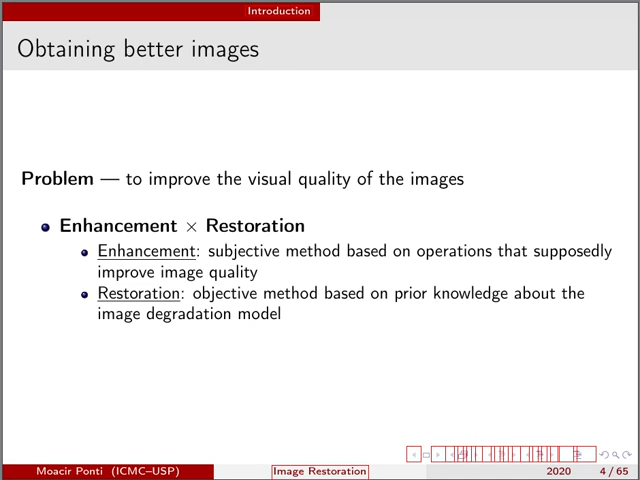 Introduction
Obtaining better images
Problem — to improve the visual quality of the images
Enhancement × Restoration
Enhancement: subjective method based on operations that supposedly
improve image quality
Restoration: objective method based on prior knowledge about the
image degradation model
Moacir Ponti (ICMC–USP) Image Restoration 2020 4 / 65